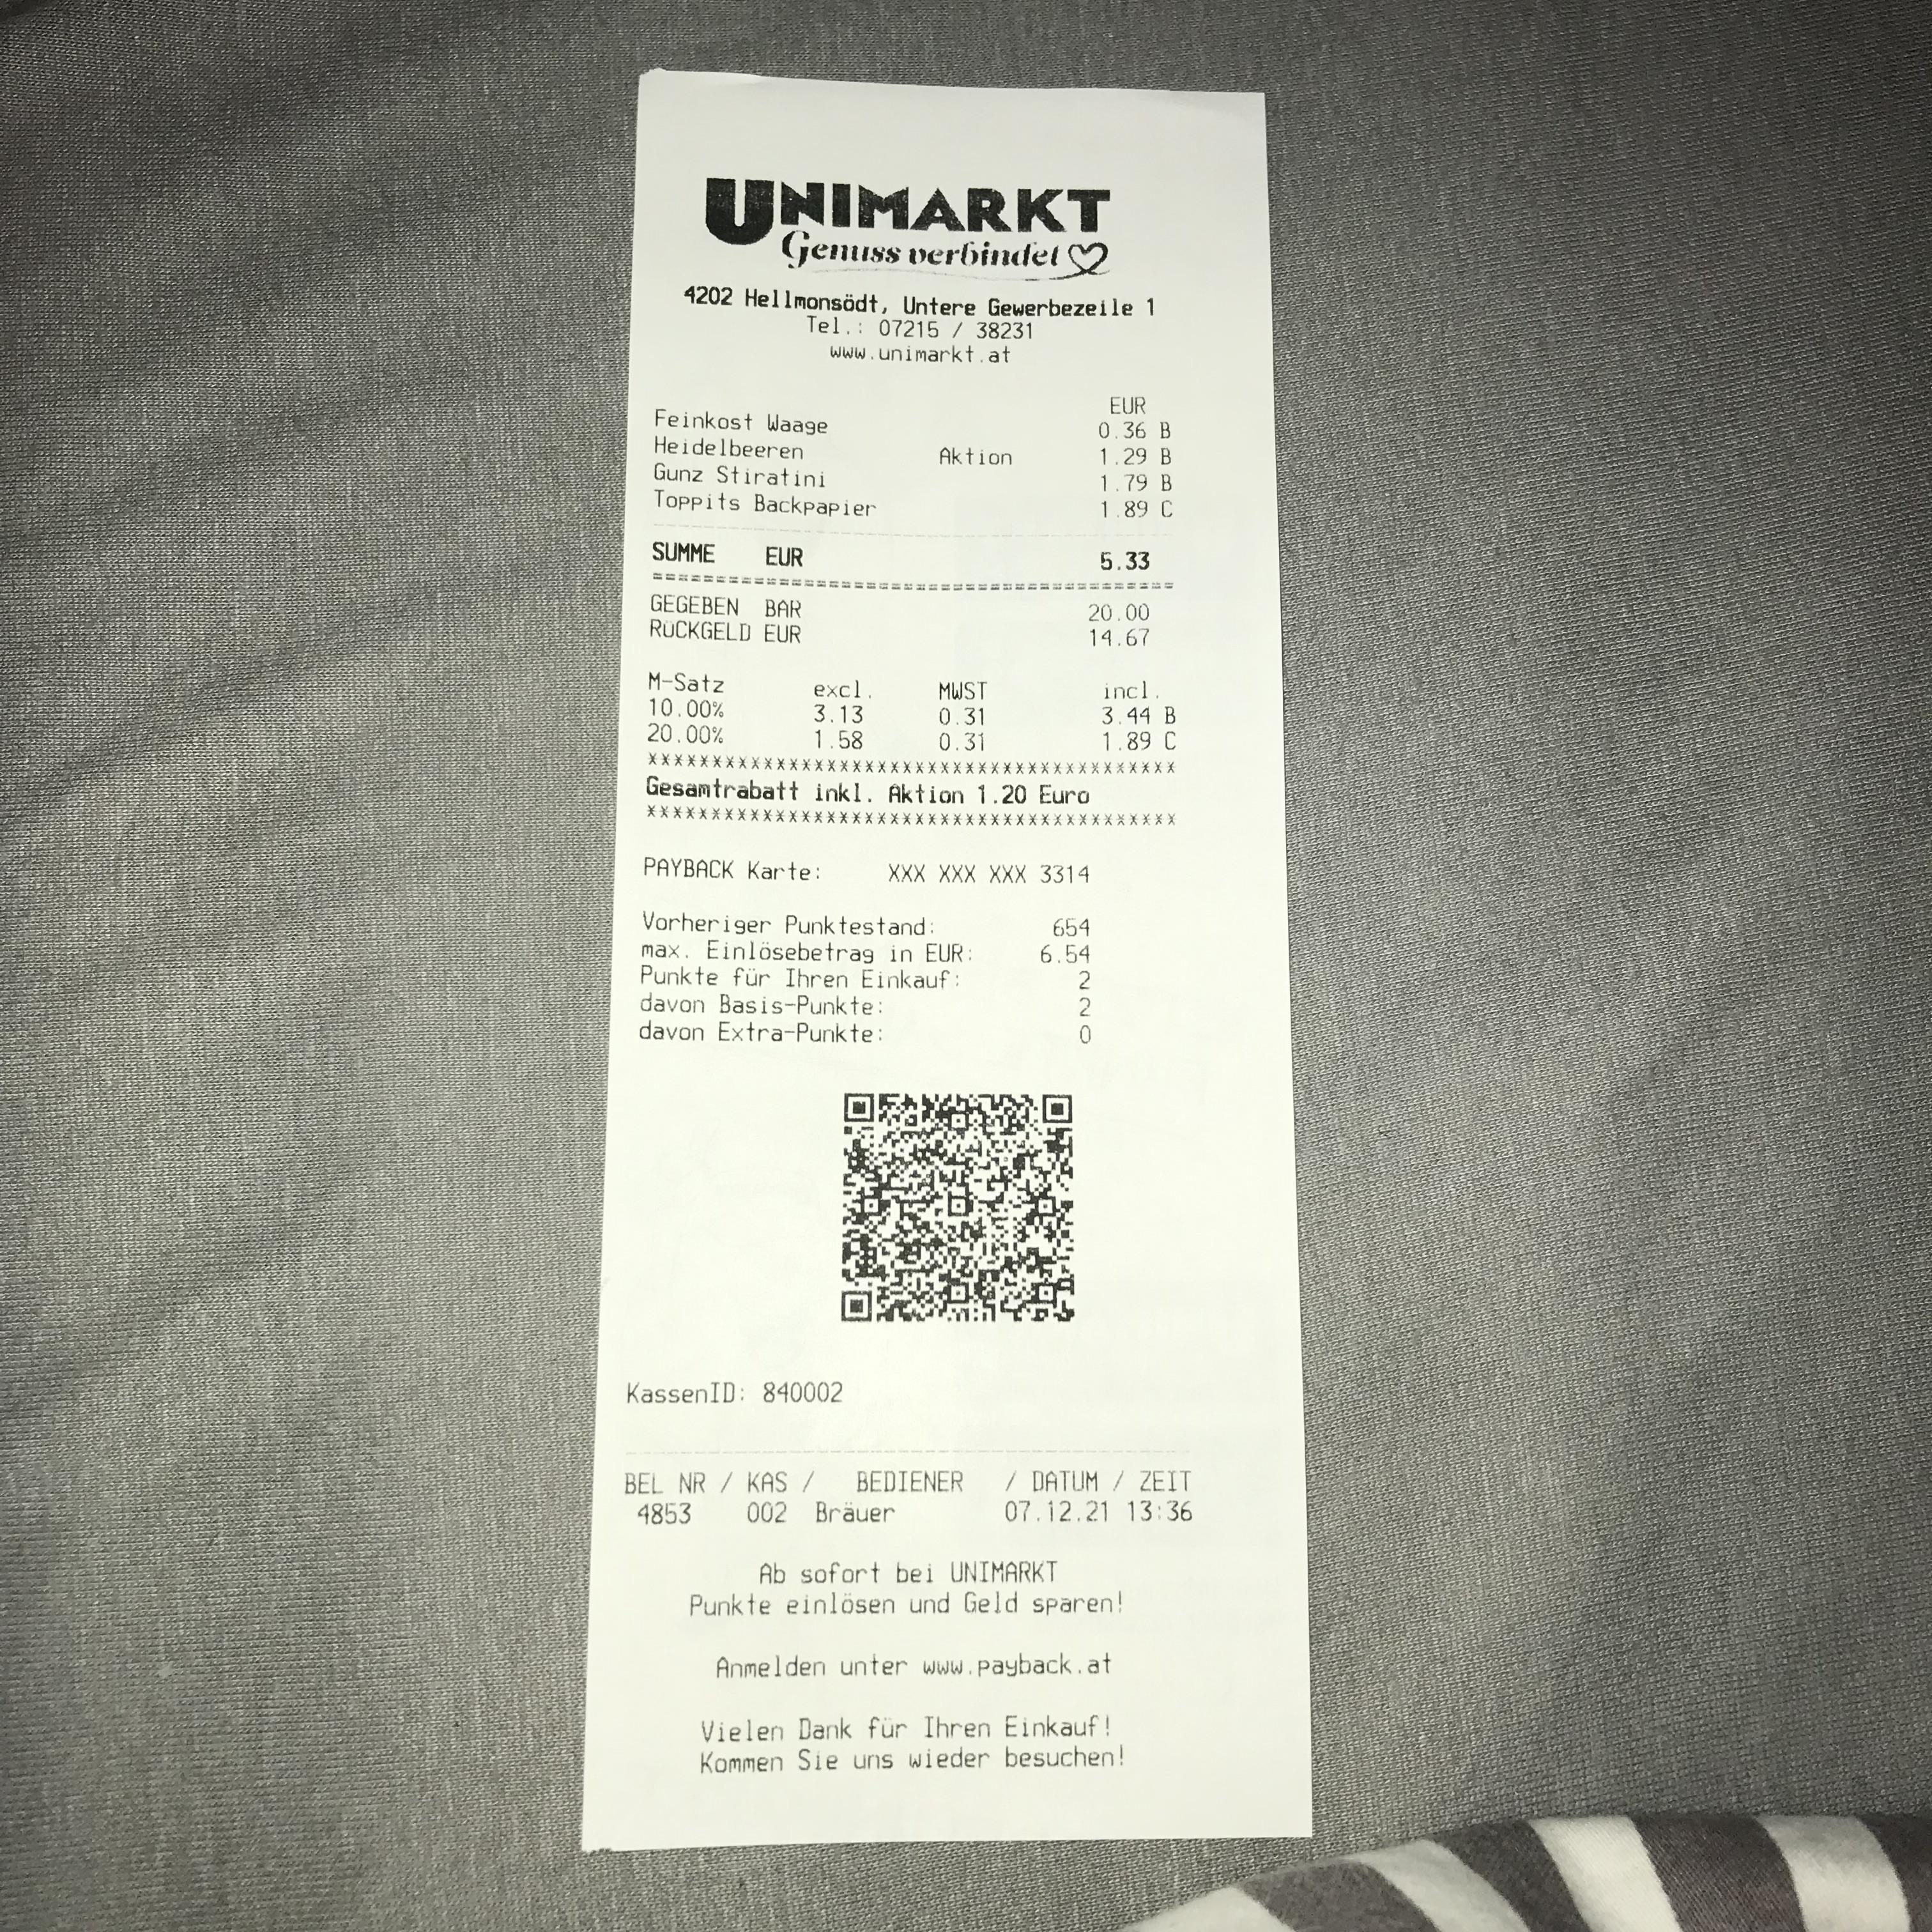 UNIMARKT
Genuss verbindet
4202 Hellmonsödt, Untere Gewerbezeile 1
Tel.: 07215 / 38231
www.unimarkt.at
EUR
Feinkost Waage 0.36 B
Heidelbeeren Aktion 1.29 B
Gunz Stiratini 1.79 B
Toppits Backpapier 1.89 C
SUMME EUR 5.33
=========================================
GEGEBEN BAR 20.00
RÜCKGELD EUR 14.67
M-Satz excl. MWST incl.
10.00% 3.13 0.31 3.44 B
20.00% 1.58 0.31 1.89 C
xxxxxxxxxxxxxxxxxxxxxxxxxxxxxxxxxxxxxxxxxx
Gesamtrabatt inkl. Aktion 1.20 Euro
xxxxxxxxxxxxxxxxxxxxxxxxxxxxxxxxxxxxxxxxxx
PAYBACK Karte: XXX XXX XXX 3314
Vorheriger Punktestand: 654
max. Einlösebetrag in EUR: 6.54
Punkte für Ihren Einkauf: 2
davon Basis-Punkte: 2
davon Extra-Punkte: 0
KassenID: 840002
BEL NR / KAS / BEDIENER / DATUM / ZEIT
4853 002 Bräuer 07.12.21 13:36
Ab sofort bei UNIMARKT
Punkte einlösen und Geld sparen!
Anmelden unter www.payback.at
Vielen Dank für Ihren Einkauf!
Kommen Sie uns wieder besuchen!